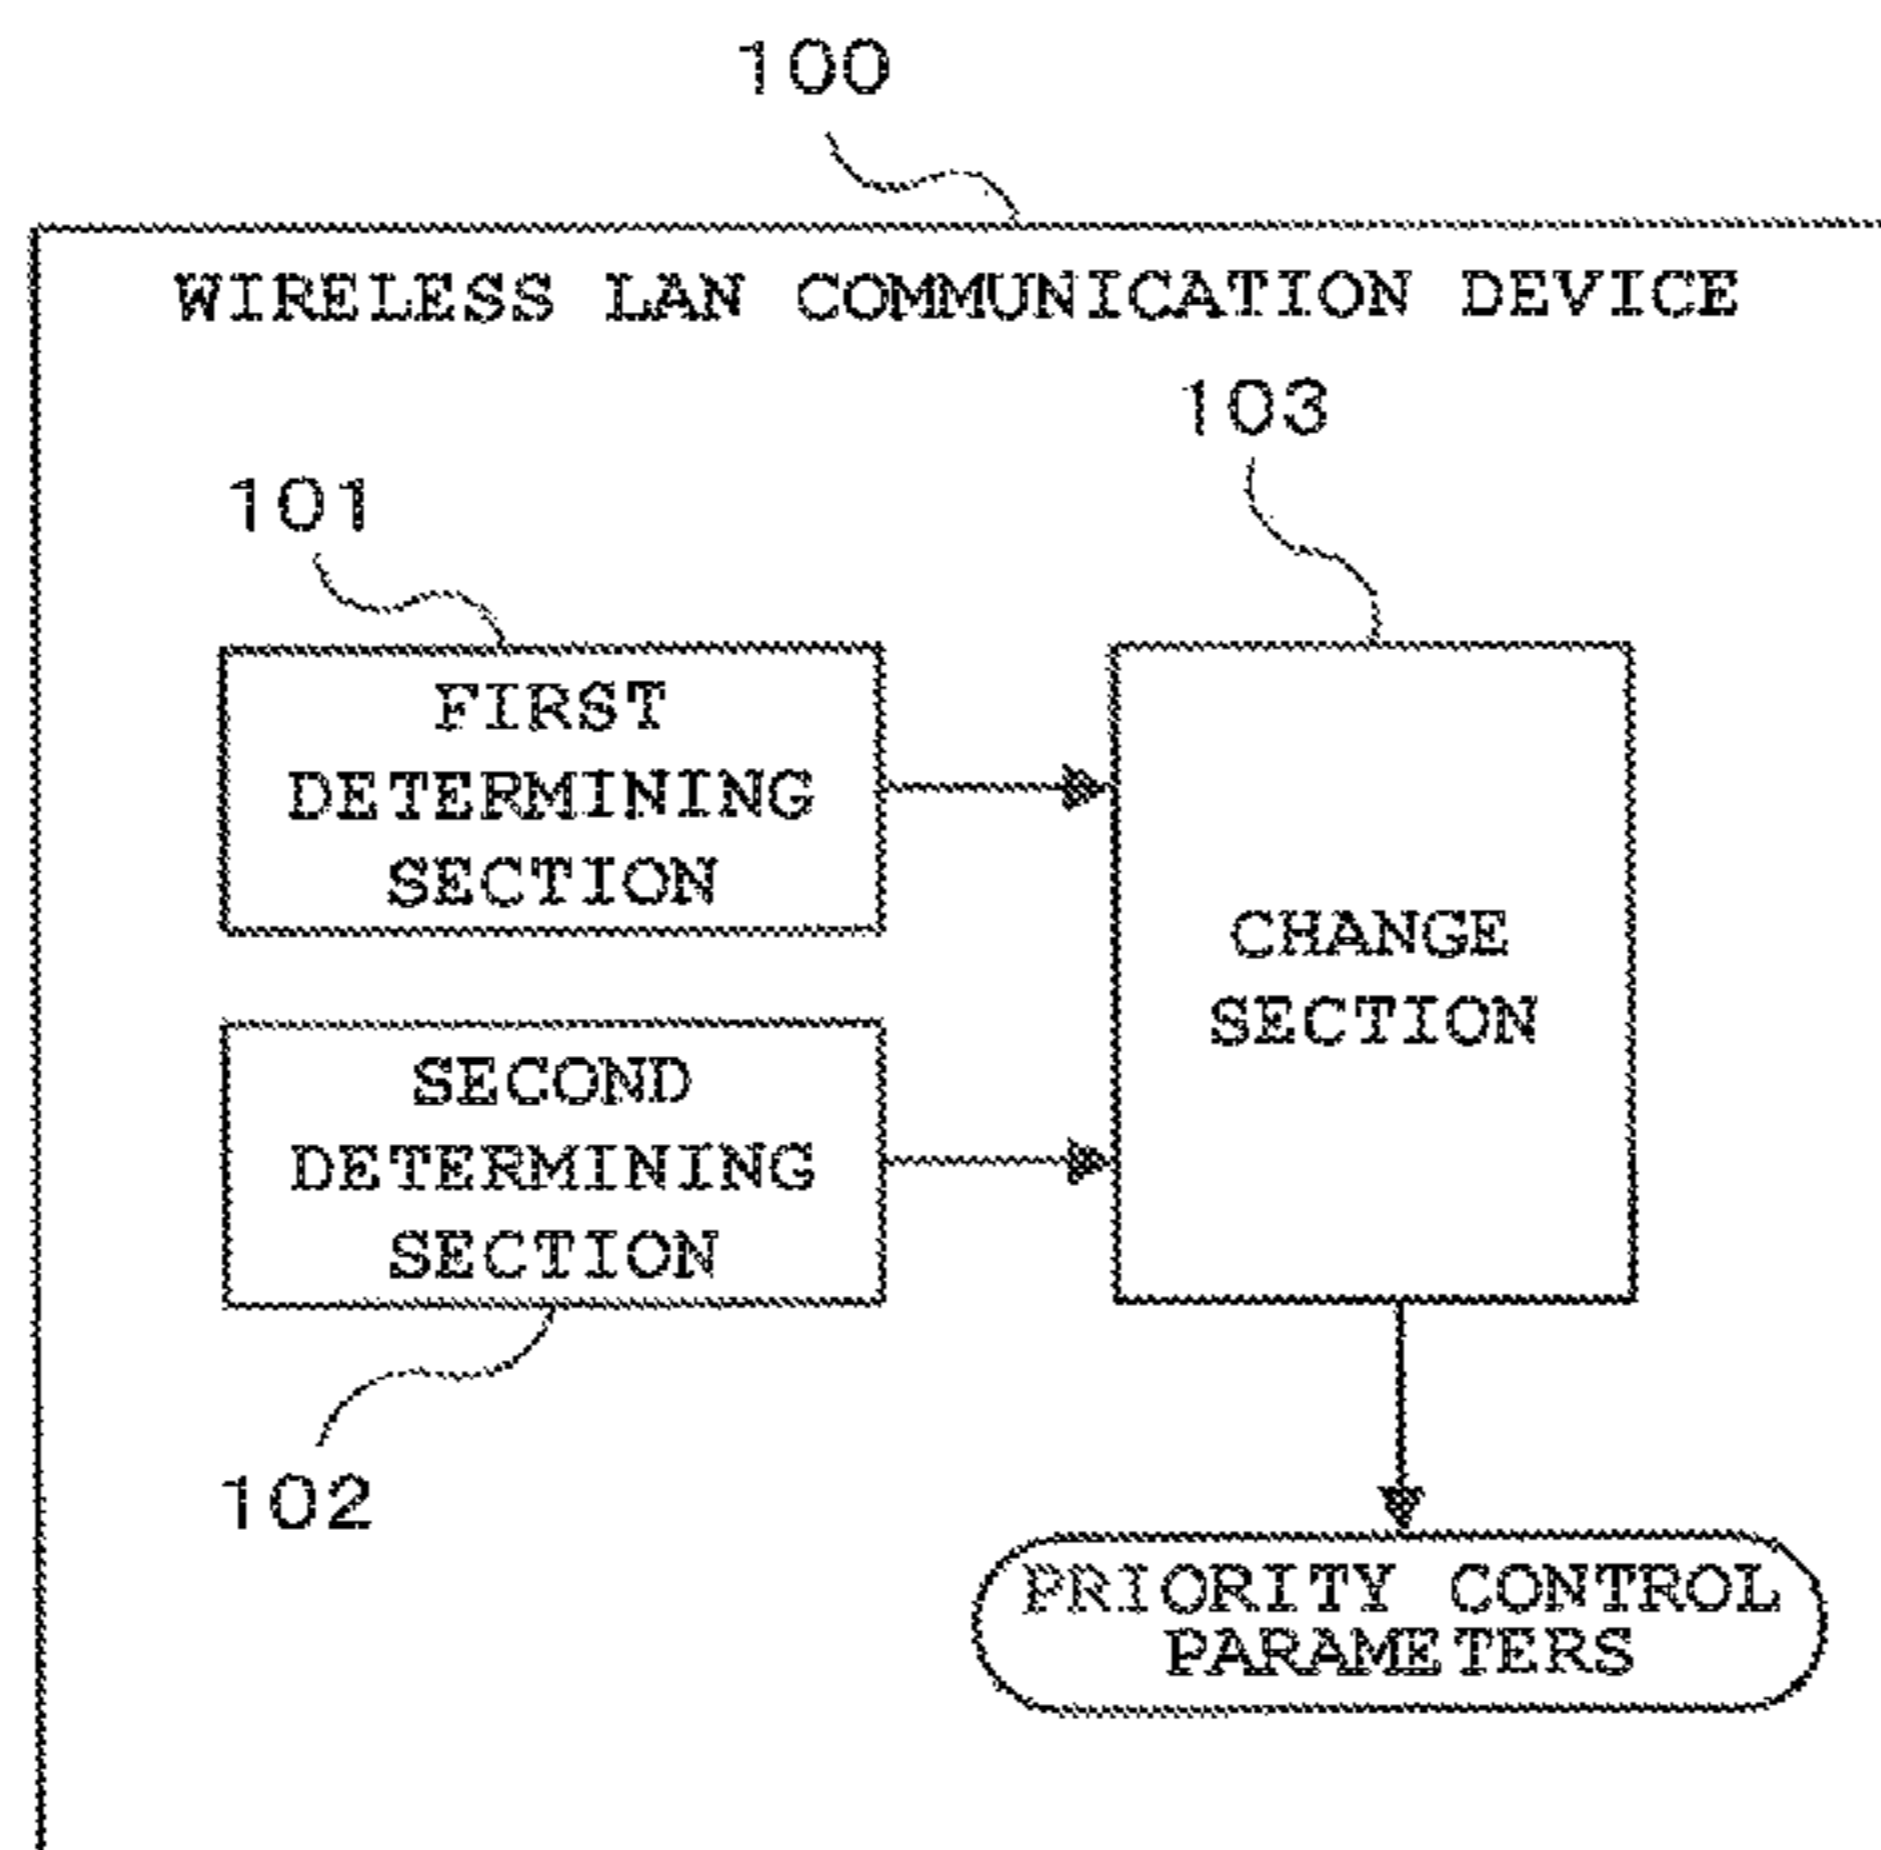 100
WIRELESS LAN COMMUNICATION DEVICE
103
101
FIRST
DETERMINING
SECTION
CHANGE
SECTION
SECOND
DETERMINING
SECTION
102
PRIORITY CONTROL
PARAMETERS